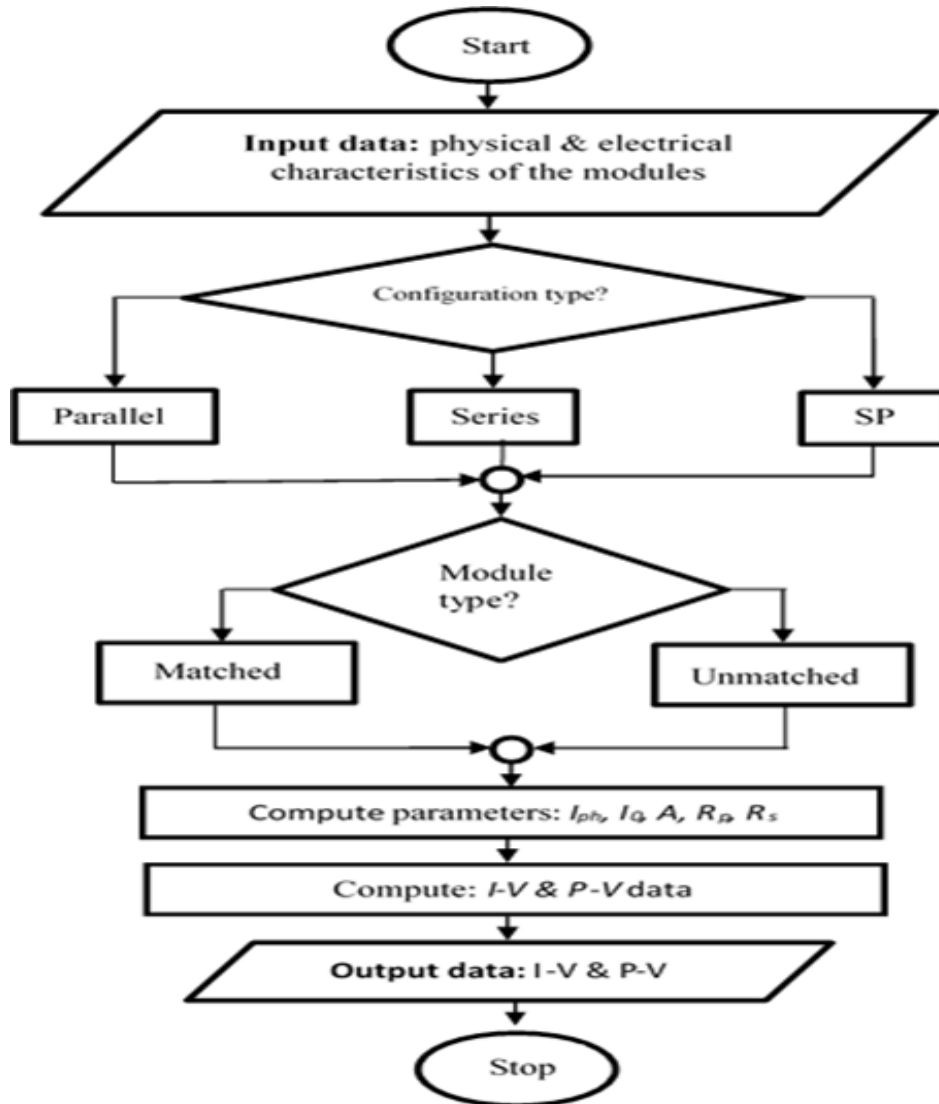 Start
Input data: physical & electrical
characteristics of the modules
Configuration type?
Parallel
Series
SP
Module
type?
Matched
Unmatched
Compute parameters: Iph, I0, A, Rp, Rs
Compute: I-V & P-V data
Output data: I-V & P-V
Stop